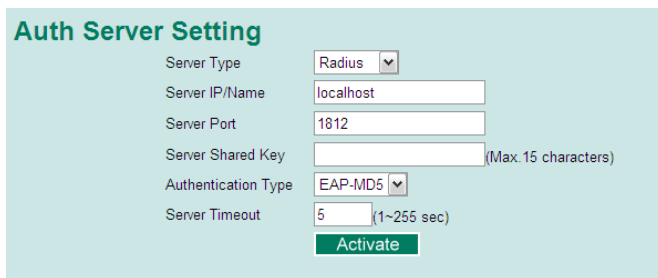 Auth Server Setting
Server Type Radius
Server IP/Name localhost
Server Port 1812
Server Shared Key (Max.15 characters)
Authentication Type EAP-MD5
Server Timeout 5 (1~255 sec)
Activate